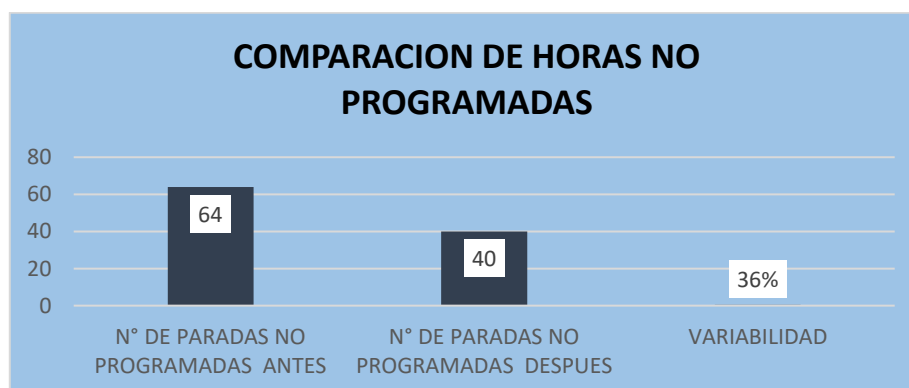 COMPARACION DE HORAS NO
PROGRAMADAS
80
60
40
20
0
64
40
36%
N° DE PARADAS NO
PROGRAMADAS ANTES
N° DE PARADAS NO
PROGRAMADAS DESPUES
VARIABILIDAD